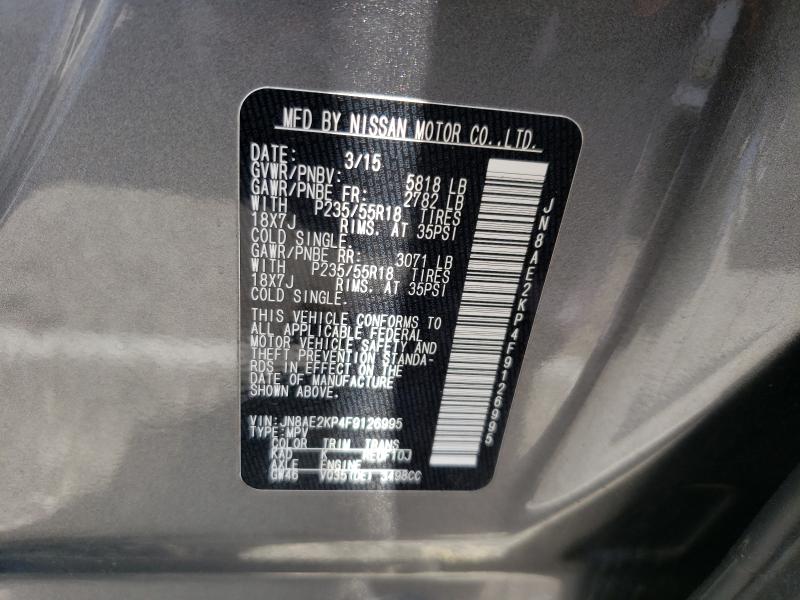 MFD BY NISSAN MOTOR CO.,LTD.
DATE: 3/15
GVWR/PNBV: 5818 LB
GAWR/PNBE FR: 2782 LB
WITH P235/55R18 TIRES
18X7J RIMS. AT 35PSI
COLD SINGLE.
GAWR/PNBE RR: 3071 LB
WITH P235/55R18 TIRES
18X7J RIMS. AT 35PSI
COLD SINGLE.
THIS VEHICLE CONFORMS TO
ALL APPLICABLE FEDERAL
MOTOR VEHICLE SAFETY AND
THEFT PREVENTION STANDA-
RDS IN EFFECT ON THE
DATE OF MANUFACTURE
SHOWN ABOVE.
VIN:JN8AE2KP4F9126995
TYPE:MPV
COLOR TRIM TRANS
KAD K RE0F10J
AXLE ENGINE
GW46 VQ35(DE) 3498CC
JN8AE2KP4F9126995